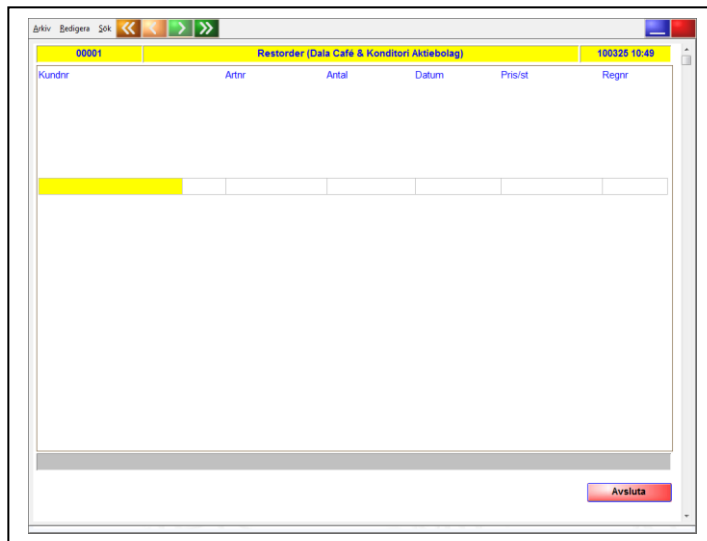 Arkiv Redigera Sök
00001 Restorder (Dala Café & Konditori Aktiebolag) 100325 10:49
Kundnr Artnr Antal Datum Pris/st Regnr
Avsluta